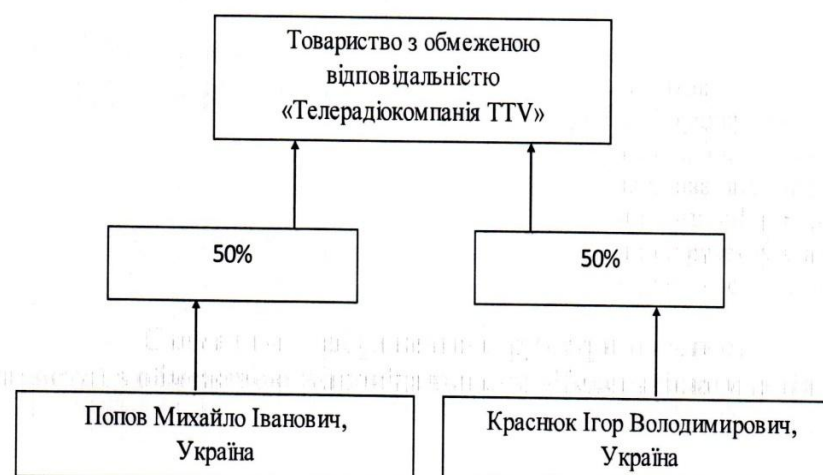 Товариство з обмеженою
відповідальністю
«Телерадіокомпанія TTV»
50%
50%
Попов Михайло Іванович,
Україна
Краснюк Ігор Володимирович,
Україна